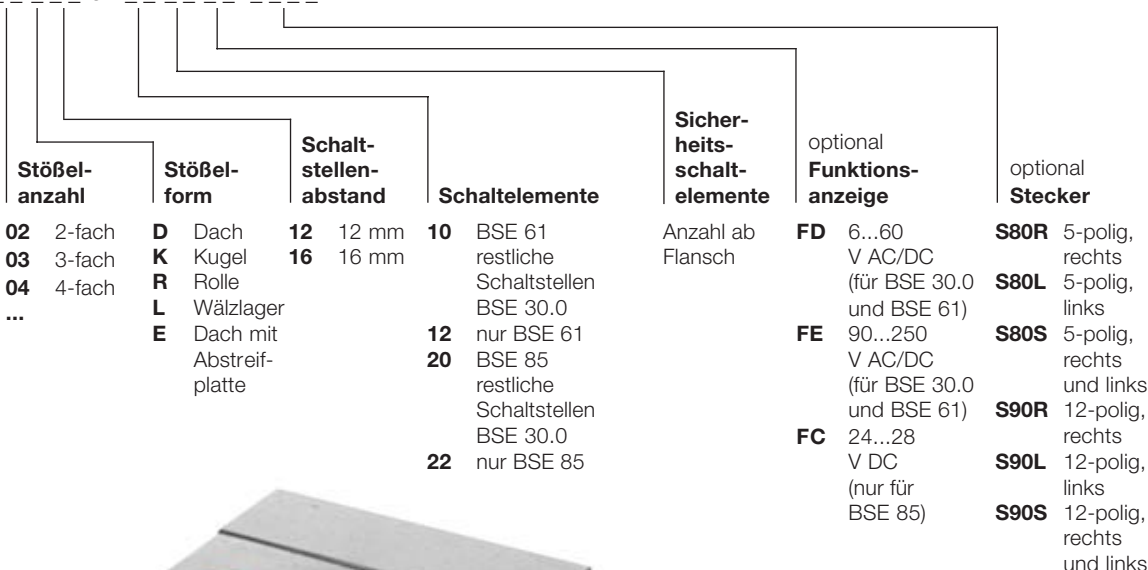 Stößel-
anzahl
02 2-fach
03 3-fach
04 4-fach
...
Stößel-
form
D Dach
K Kugel
R Rolle
L Wälzlager
E Dach mit
Abstreif-
platte
Schalt-
stellen-
abstand
12 12 mm
16 16 mm
Schaltelemente
10 BSE 61
restliche
Schaltstellen
BSE 30.0
12 nur BSE 61
20 BSE 85
restliche
Schaltstellen
BSE 30.0
22 nur BSE 85
Sicher-
heits-
schalt-
elemente
Anzahl ab
Flansch
optional
Funktions-
anzeige
FD 6...60
V AC/DC
(für BSE 30.0
und BSE 61)
FE 90...250
V AC/DC
(für BSE 30.0
und BSE 61)
FC 24...28
V DC
(nur für
BSE 85)
optional
Stecker
S80R 5-polig,
rechts
S80L 5-polig,
links
S80S 5-polig,
rechts
und links
S90R 12-polig,
rechts
S90L 12-polig,
links
S90S 12-polig,
rechts
und links